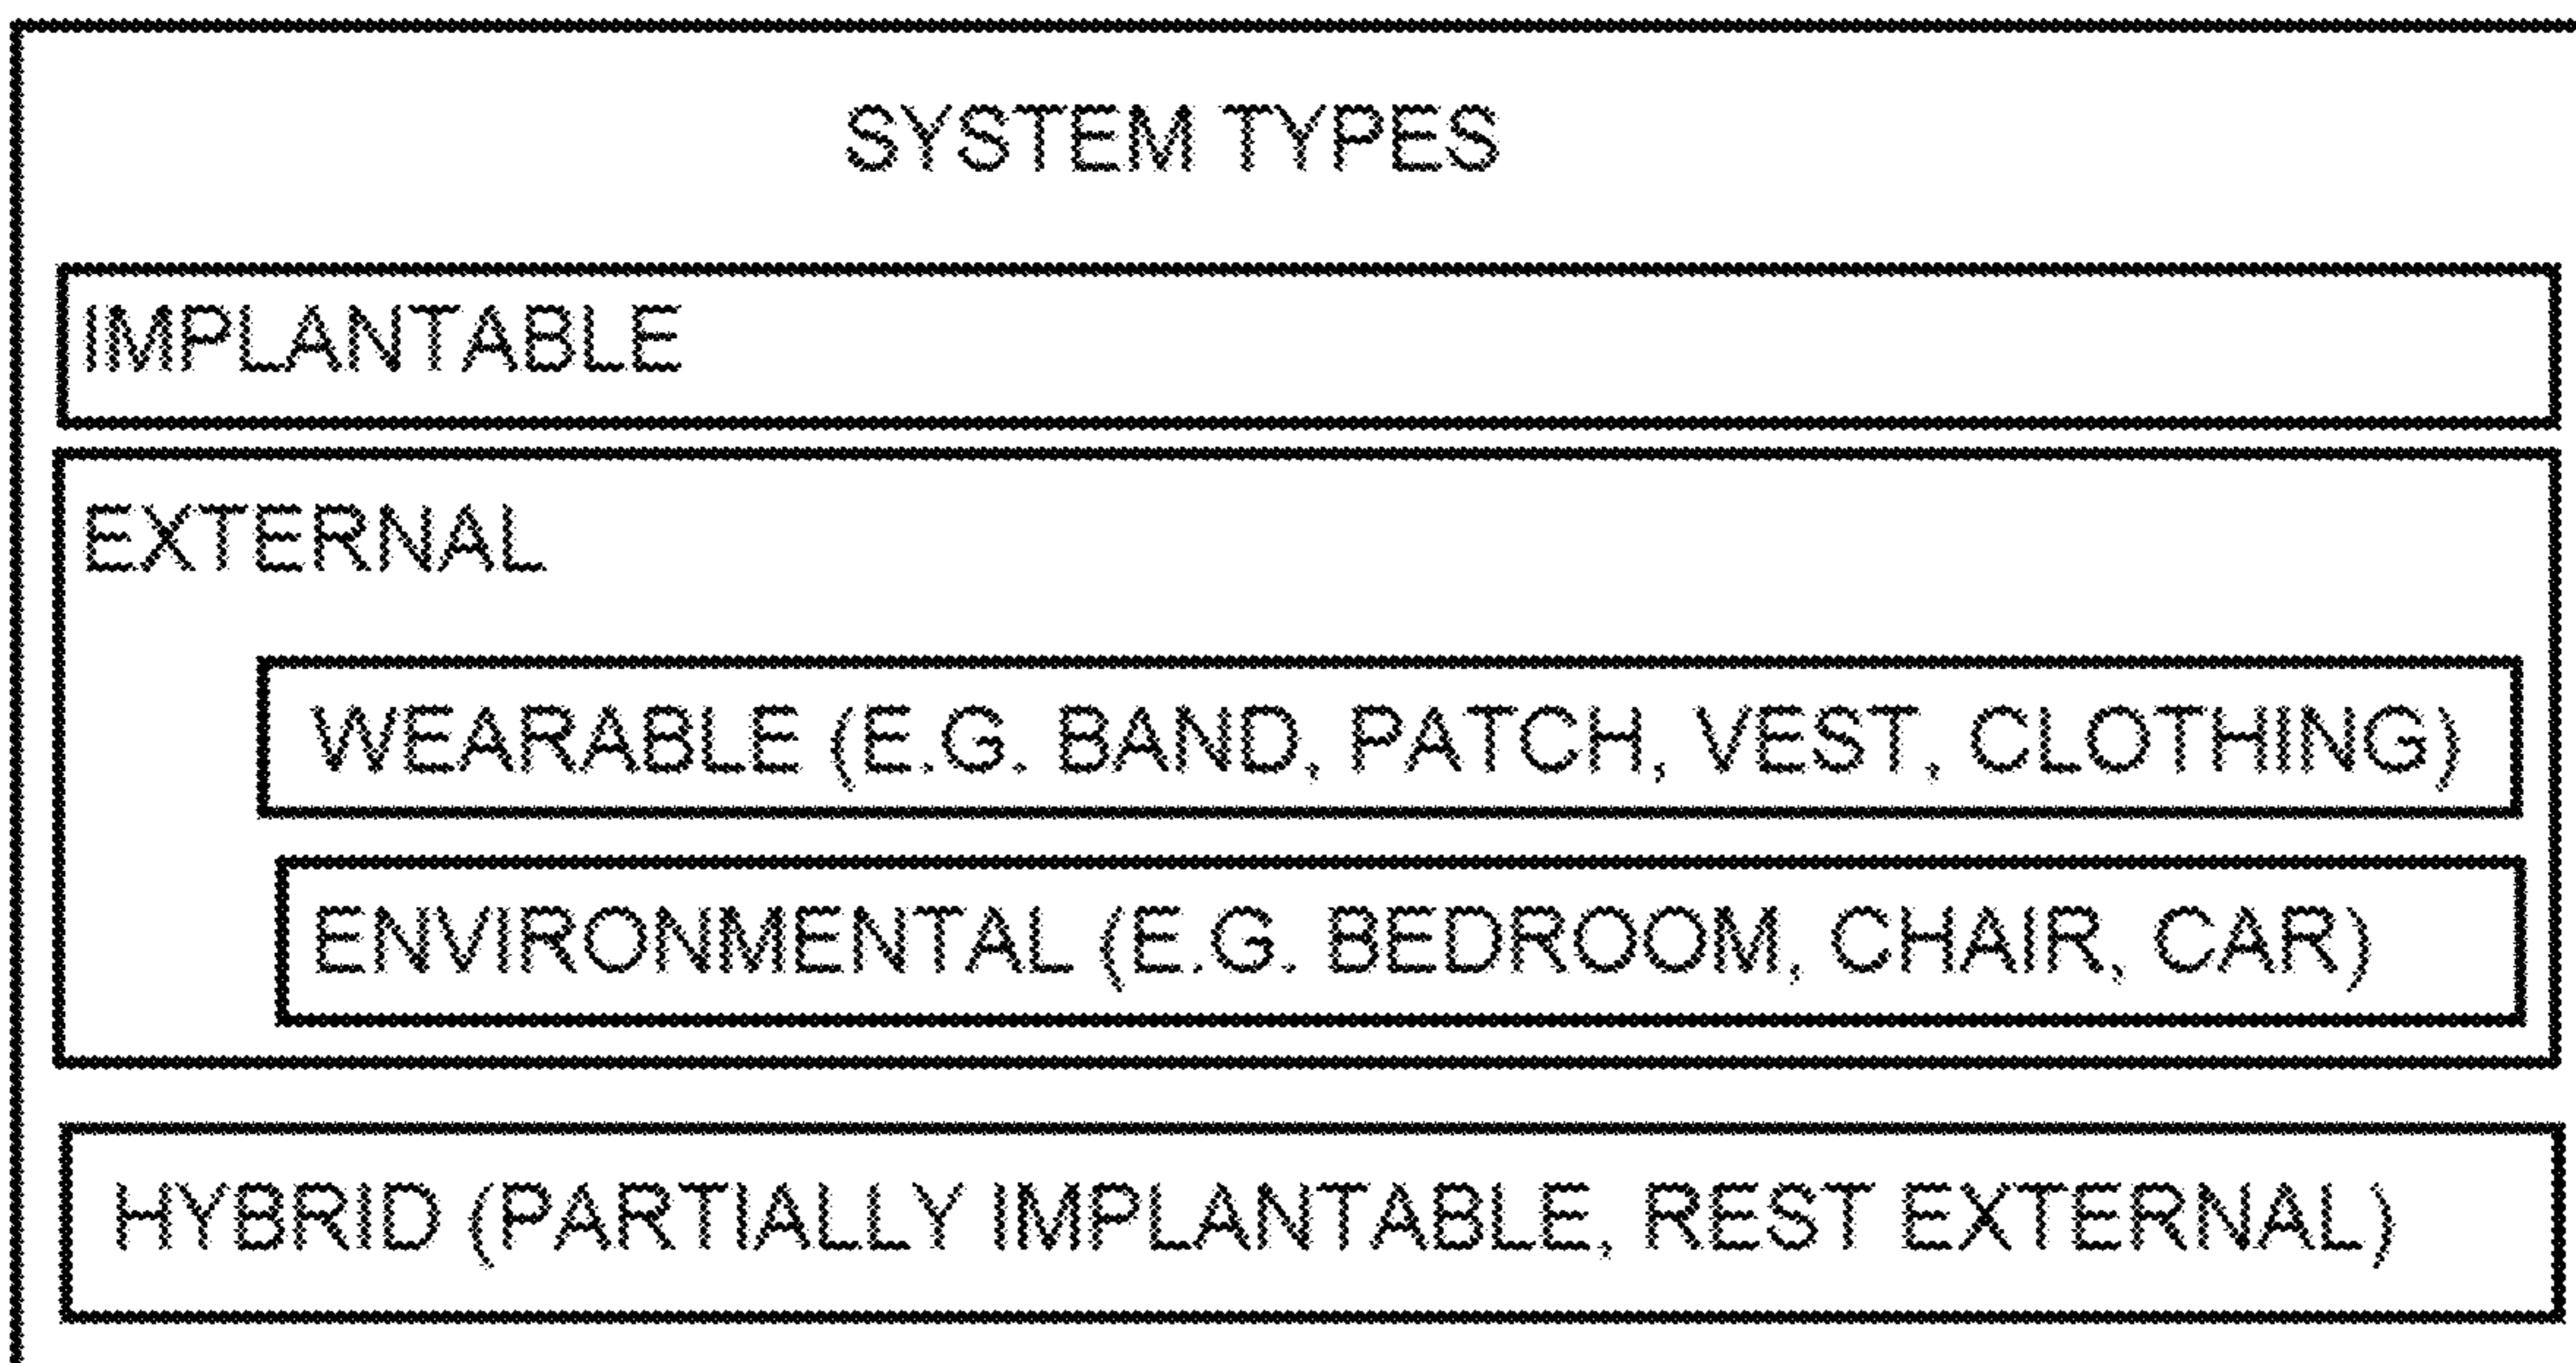 SYSTEM TYPES
IMPLANTABLE
EXTERNAL
WEARABLE (E.G. BAND, PATCH, VEST, CLOTHING)
ENVIRONMENTAL (E.G. BEDROOM, CHAIR, CAR)
HYBRID (PARTIALLY IMPLANTABLE, REST EXTERNAL)